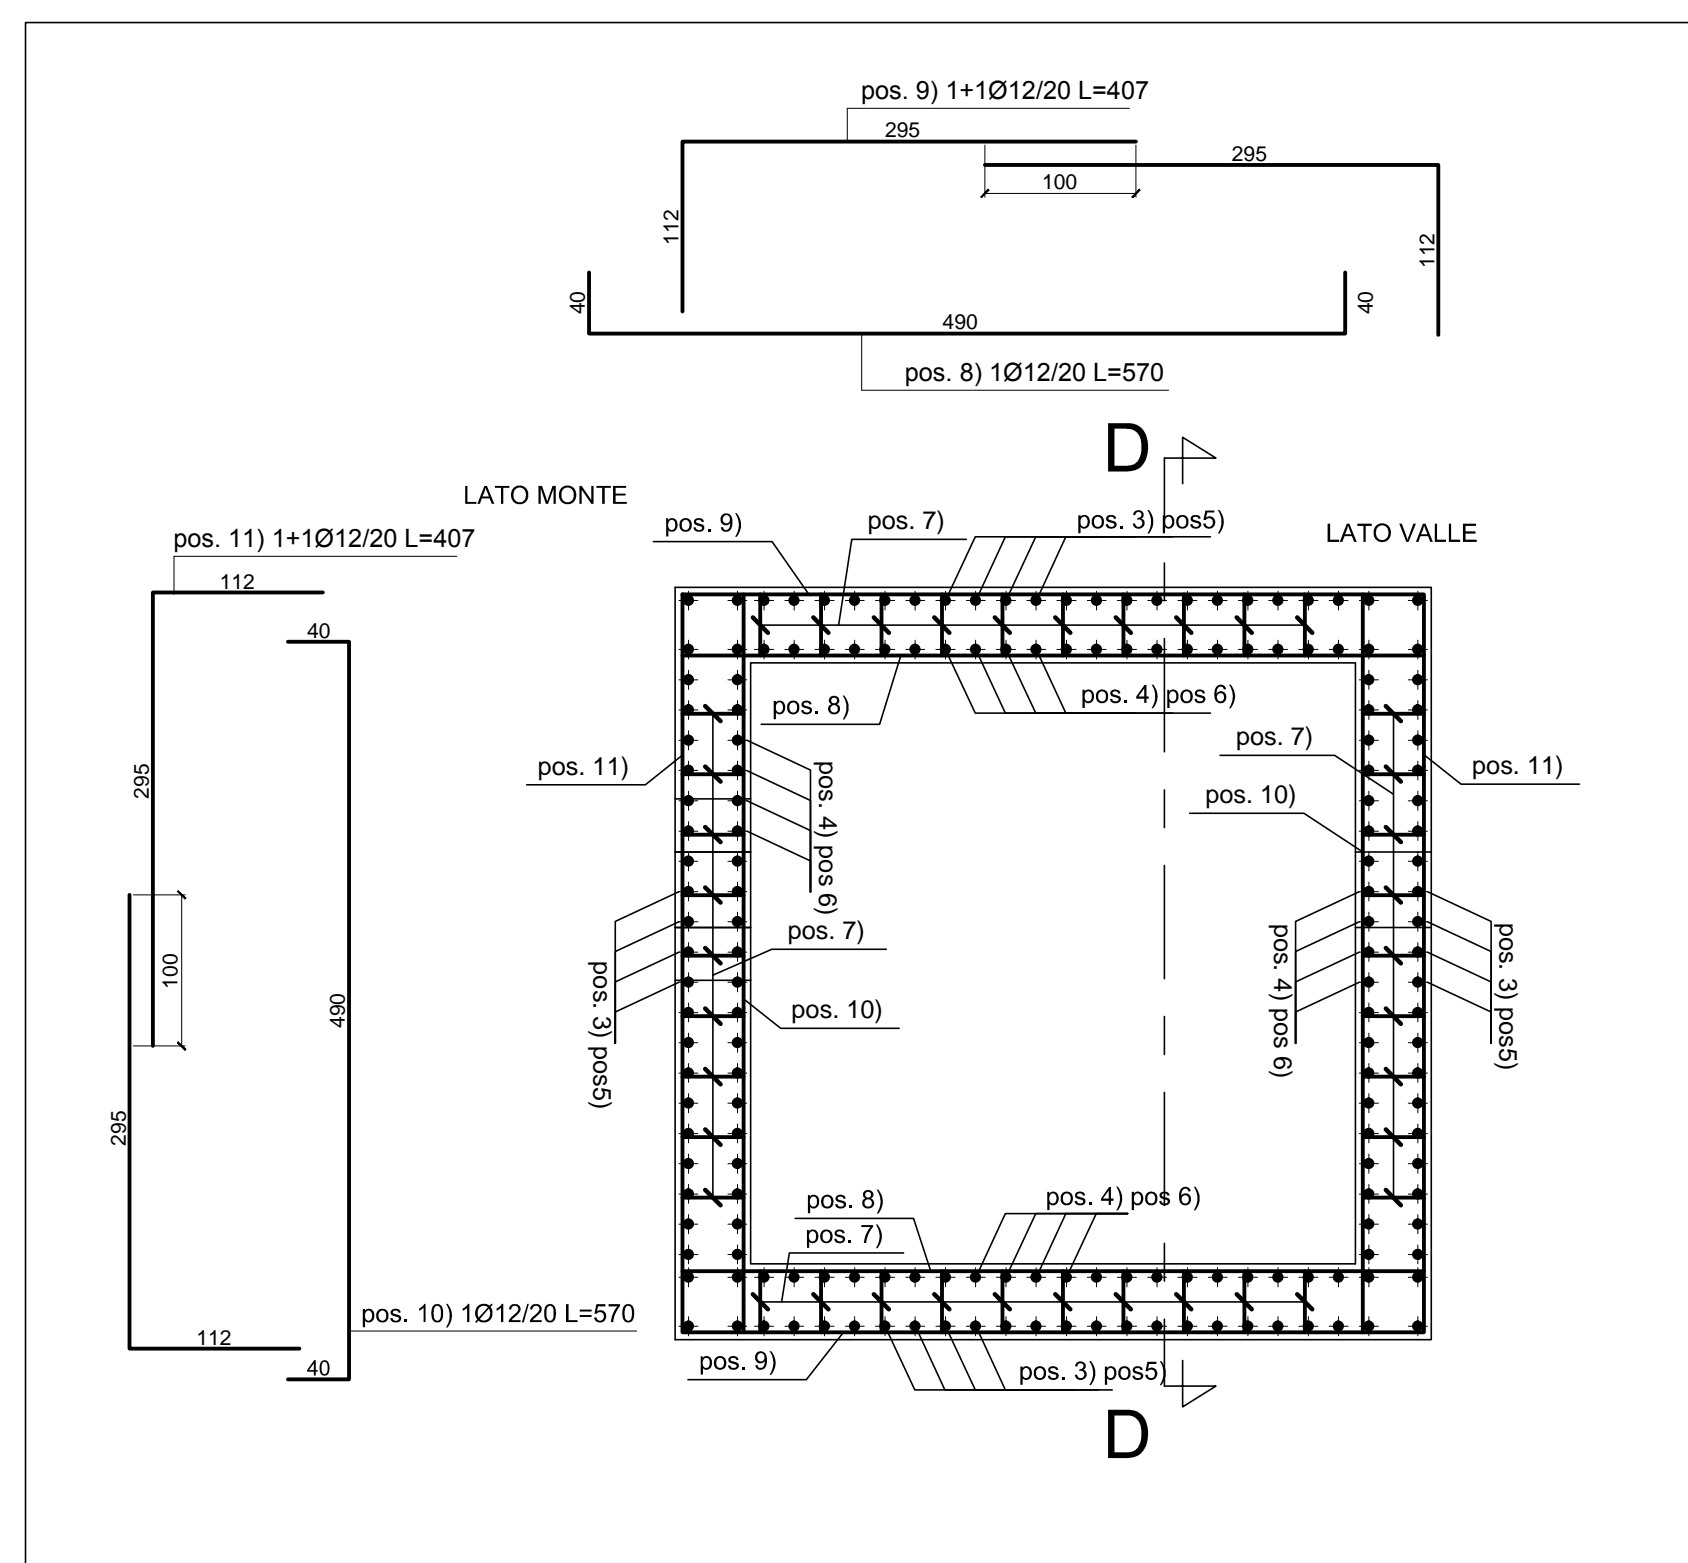 pos. 9) 1+1Ø12/20 L=407
295
295
100
112
112
40
40
490
pos. 8) 1Ø12/20 L=570
D
LATO MONTE
LATO VALLE
pos. 11) 1+1Ø12/20 L=407
112
40
295
100
490
295
112
40
pos. 10) 1Ø12/20 L=570
pos. 9)
pos. 7)
pos. 3) pos5)
pos. 8)
pos. 4) pos 6)
pos. 11)
pos. 4) pos 6)
pos. 7)
pos. 11)
pos. 10)
pos. 3) pos5)
pos. 7)
pos. 10)
pos. 4) pos 6)
pos. 3) pos5)
pos. 8)
pos. 4) pos 6)
pos. 7)
pos. 9)
pos. 3) pos5)
D